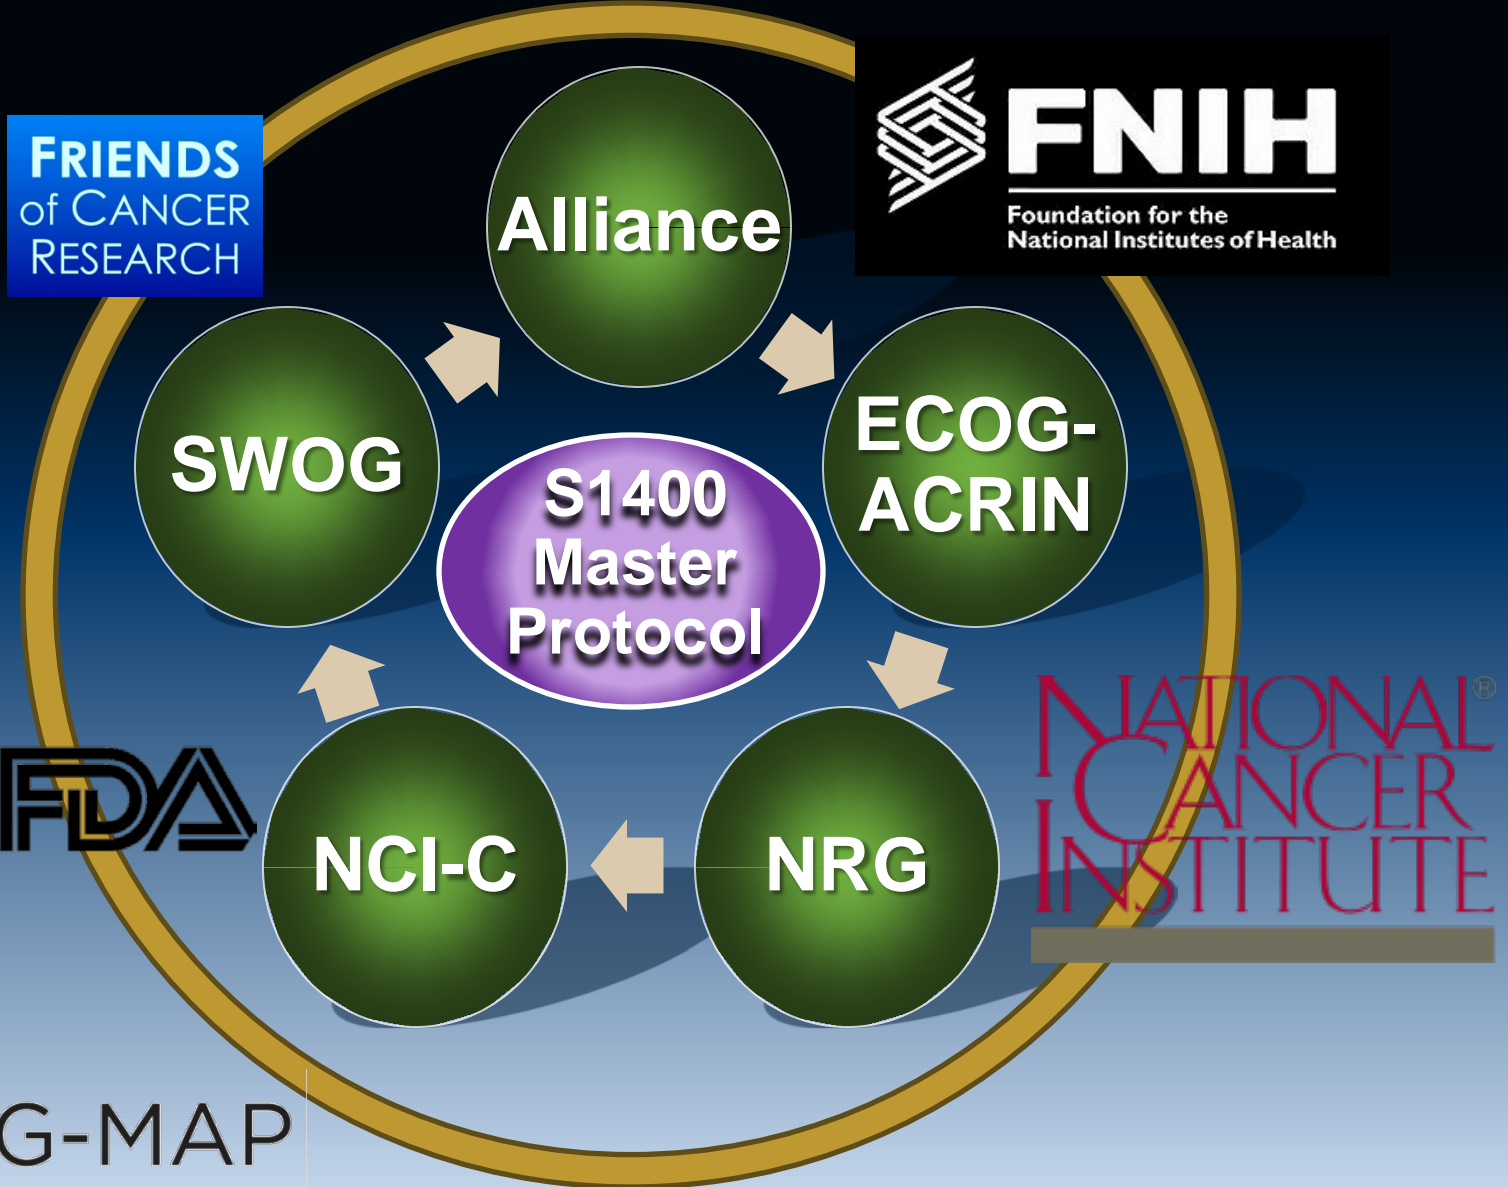 FRIENDS
of CANCER
RESEARCH
FNIH
Foundation for the
National Institutes of Health
Alliance
SWOG
ECOG-
ACRIN
S1400
Master
Protocol
NATIONAL®
CANCER
INSTITUTE
FDA
NCI-C
NRG
G-MAP